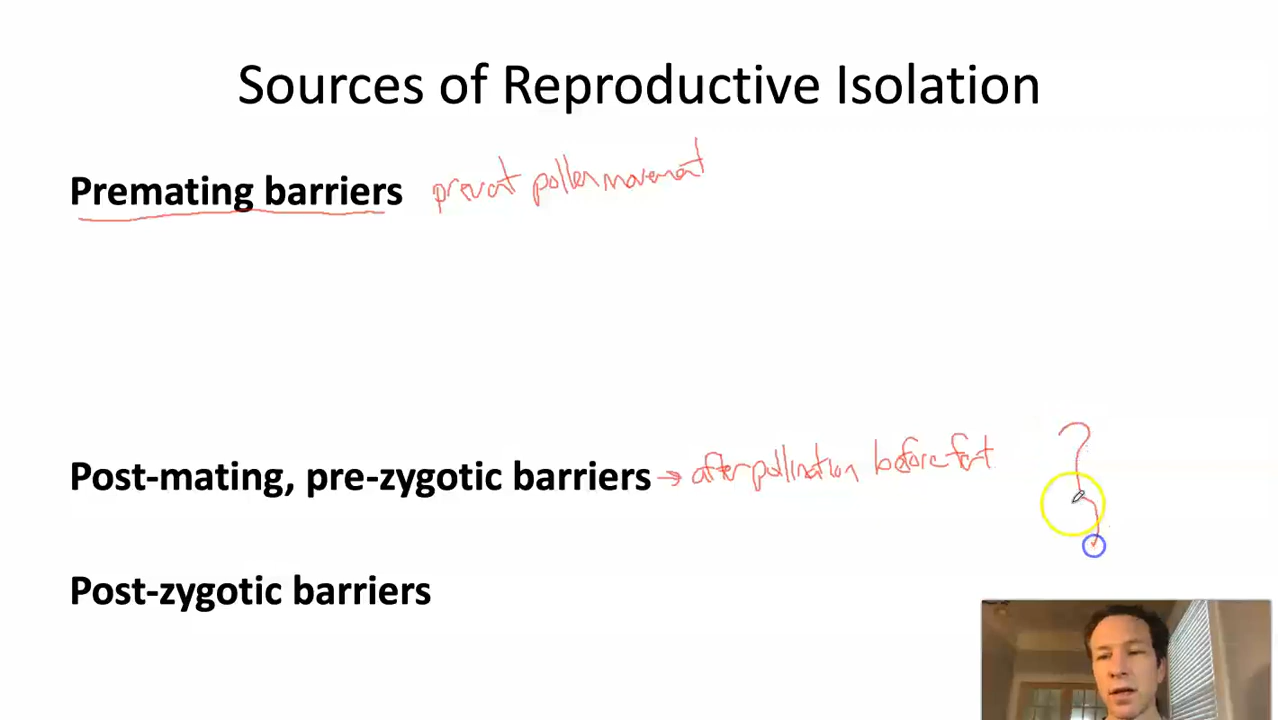 Sources of Reproductive Isolation
Premating barriers prevent pollen movement
Post-mating, pre-zygotic barriers → after pollination before fert
Post-zygotic barriers